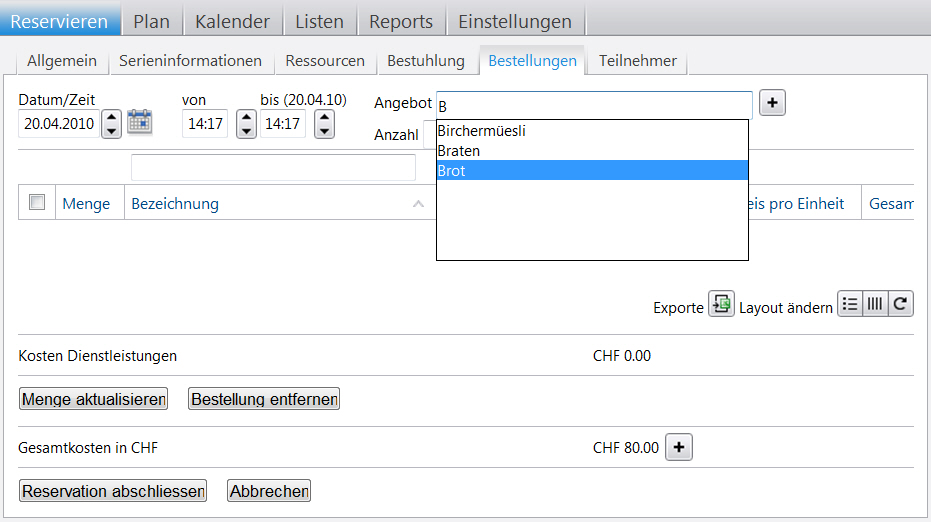 Reservieren Plan Kalender Listen Reports Einstellungen
Allgemein Serieninformationen Ressourcen Bestuhlung Bestellungen Teilnehmer
Datum/Zeit von bis (20.04.10) Angebot B
20.04.2010 14:17 14:17 Anzahl
Birchermüesli
Braten
Brot
Menge Bezeichnung eis pro Einheit Gesam
Exporte Layout ändern
Kosten Dienstleistungen CHF 0.00
Menge aktualisieren Bestellung entfernen
Gesamtkosten in CHF CHF 80.00
Reservation abschliessen Abbrechen